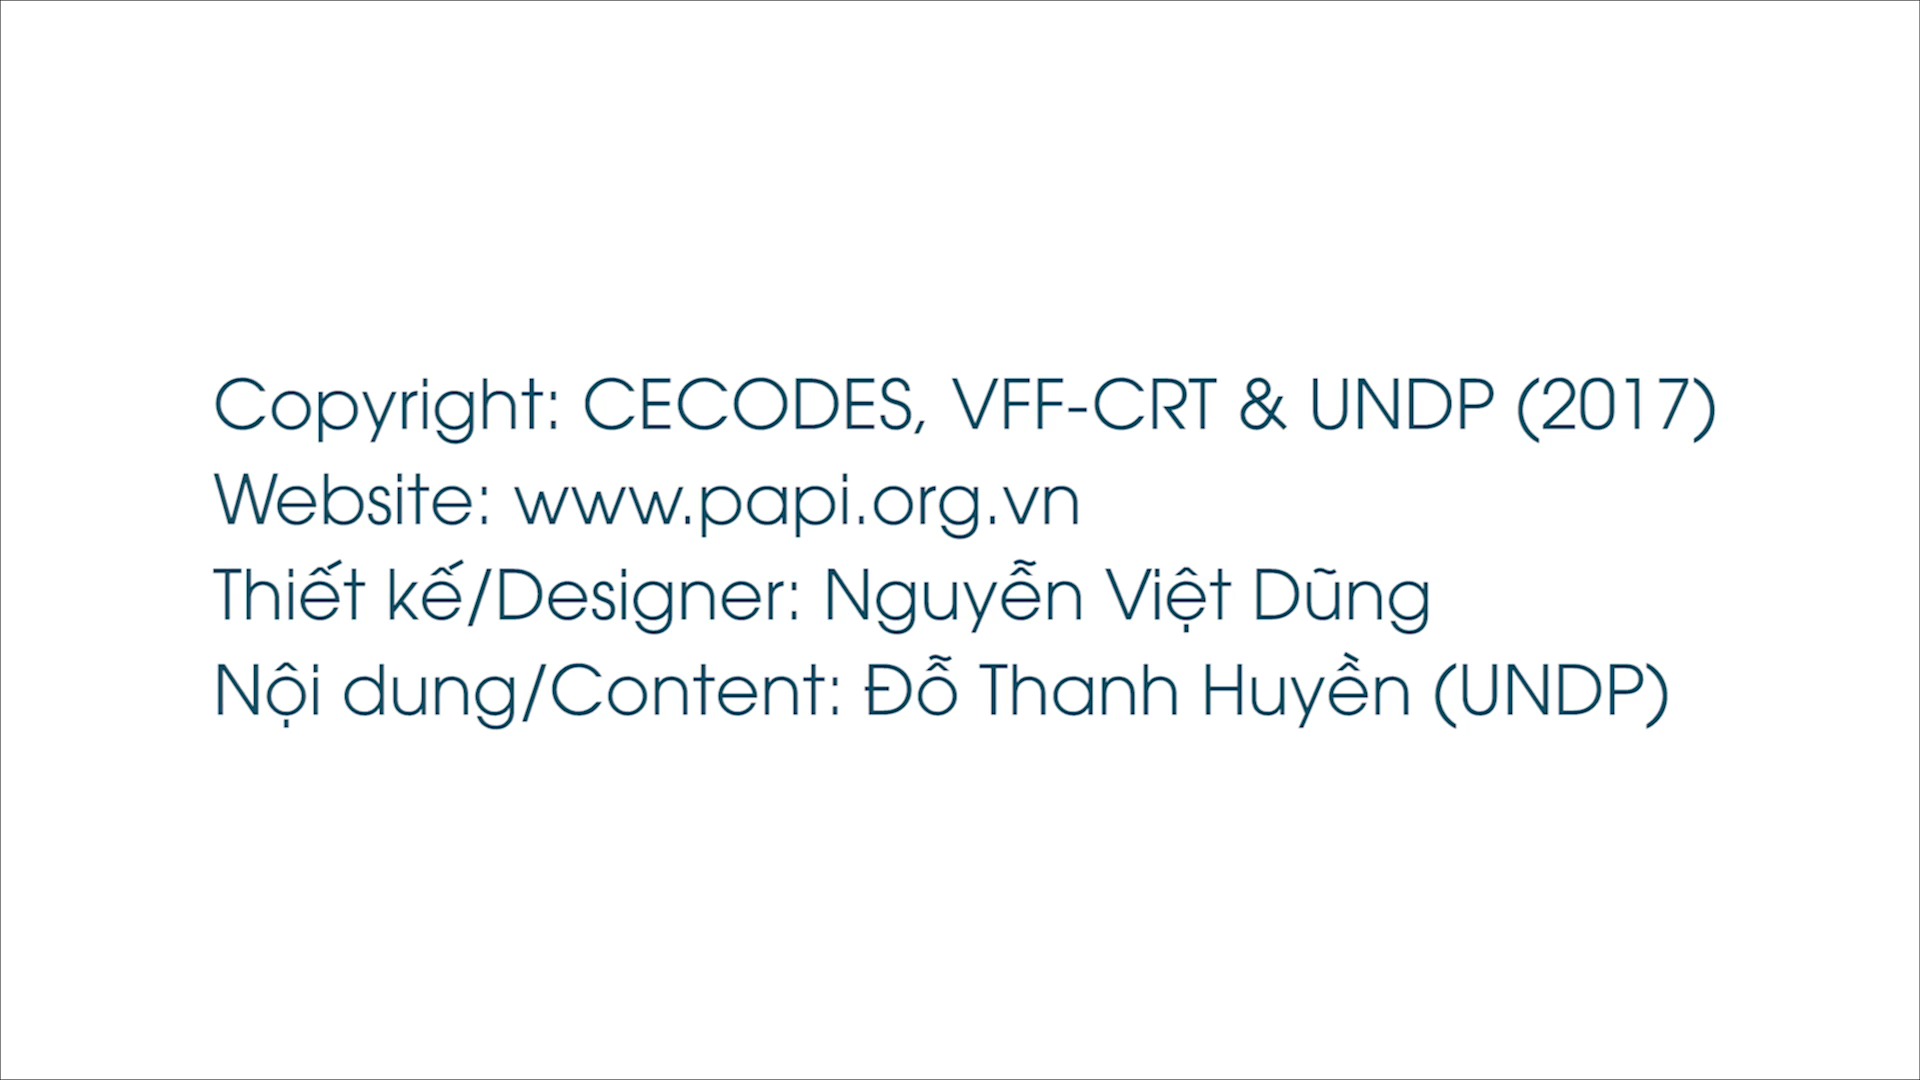 Copyright: CECODES, VFF-CRT & UNDP (2017)
Website: www.papi.org.vn
Thiết kế/Designer: Nguyễn Việt Dũng
Nội dung/Content: Đỗ Thanh Huyền (UNDP)